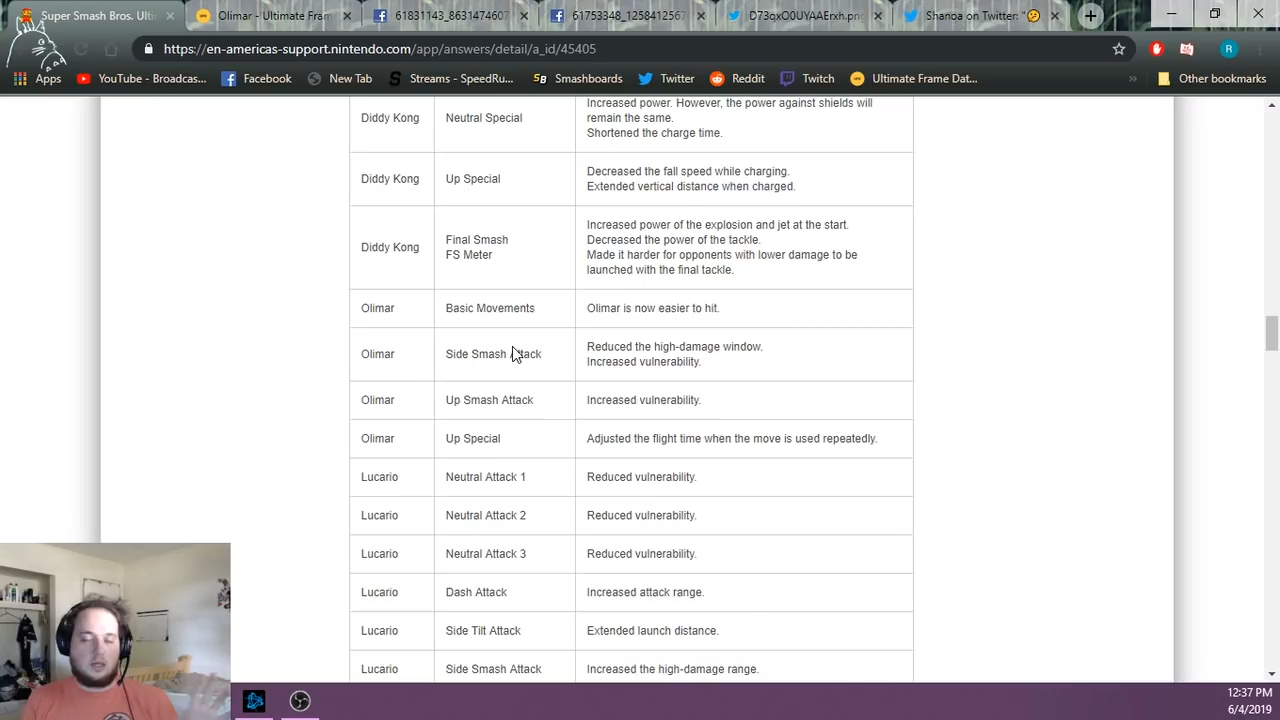 Super Smash Bros. Ulti
Olimar - Ultimate Fram
61831143_86534746071
61753348_12584125671
D73qxO0UYAAErxh.png
Shanoa on Twitter: "
https://en-americas-support.nintendo.com/app/answers/detail/a_id/45405
R
Apps
YouTube - Broadcas...
Facebook
New Tab
Streams - SpeedRu...
Smashboards
Twitter
Reddit
Twitch
Ultimate Frame Dat...
»
Other bookmarks
Diddy Kong
Neutral Special
Increased power. However, the power against shields will
remain the same.
Shortened the charge time.
Diddy Kong
Up Special
Decreased the fall speed while charging.
Extended vertical distance when charged.
Diddy Kong
Final Smash
FS Meter
Increased power of the explosion and jet at the start.
Decreased the power of the tackle.
Made it harder for opponents with lower damage to be
launched with the final tackle.
Olimar
Basic Movements
Olimar is now easier to hit.
Olimar
Side Smash Attack
Reduced the high-damage window.
Increased vulnerability.
Olimar
Up Smash Attack
Increased vulnerability.
Olimar
Up Special
Adjusted the flight time when the move is used repeatedly.
Lucario
Neutral Attack 1
Reduced vulnerability.
Lucario
Neutral Attack 2
Reduced vulnerability.
Lucario
Neutral Attack 3
Reduced vulnerability.
Lucario
Dash Attack
Increased attack range.
Lucario
Side Tilt Attack
Extended launch distance.
Lucario
Side Smash Attack
Increased the high-damage range.
12:37 PM
6/4/2019